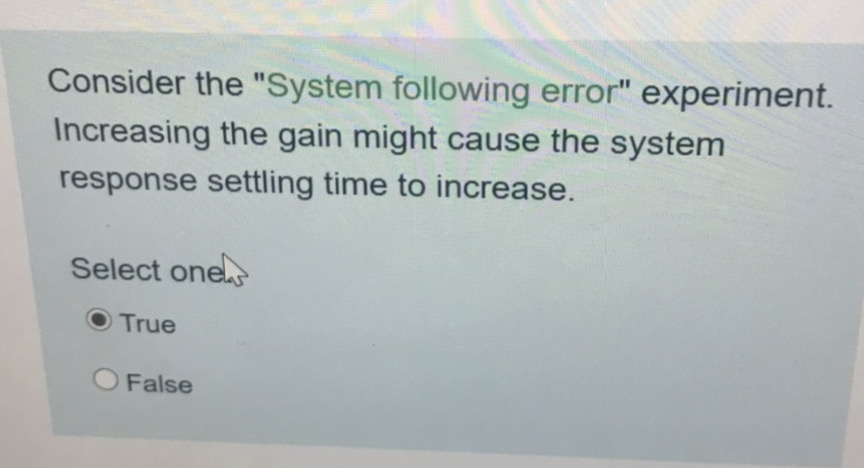 Consider the "System following error" experiment.
Increasing the gain might cause the system
response settling time to increase.
Select one
True
False